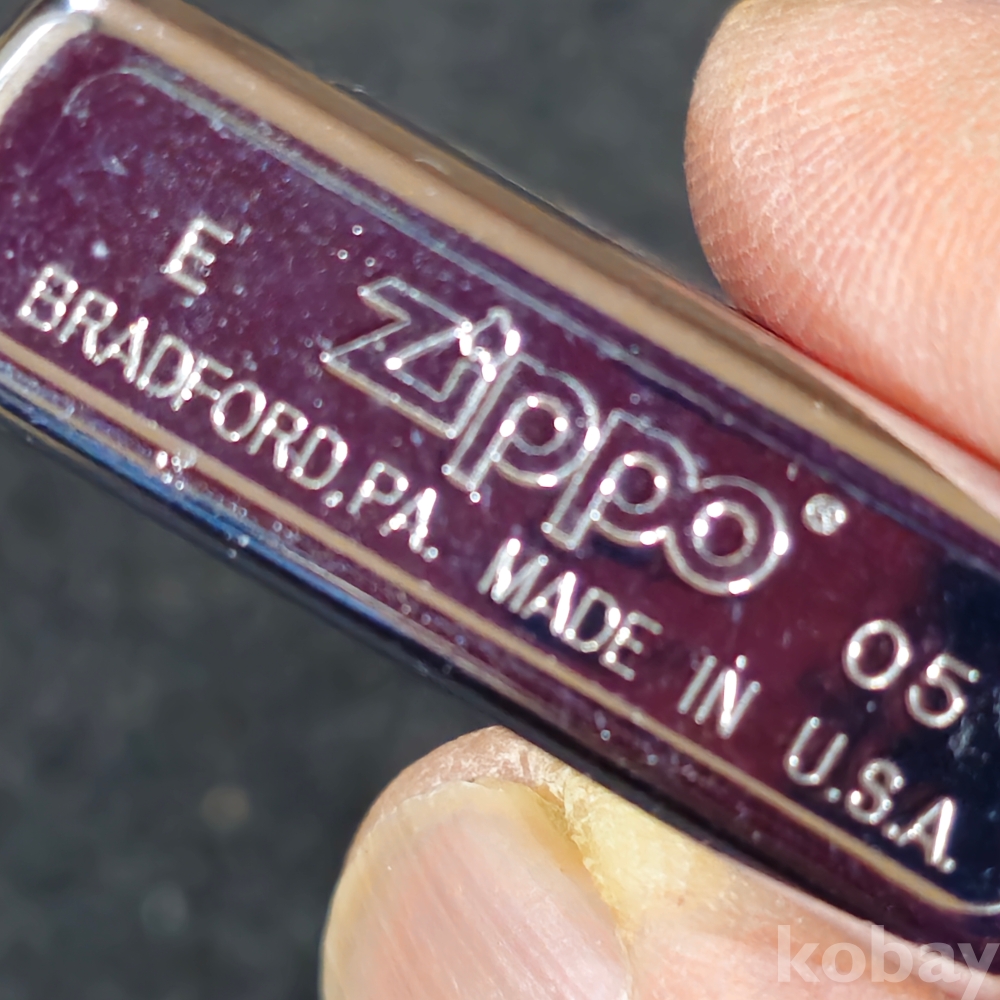 E Zippo® 05
BRADFORD,PA. MADE IN U.S.A.
kobay